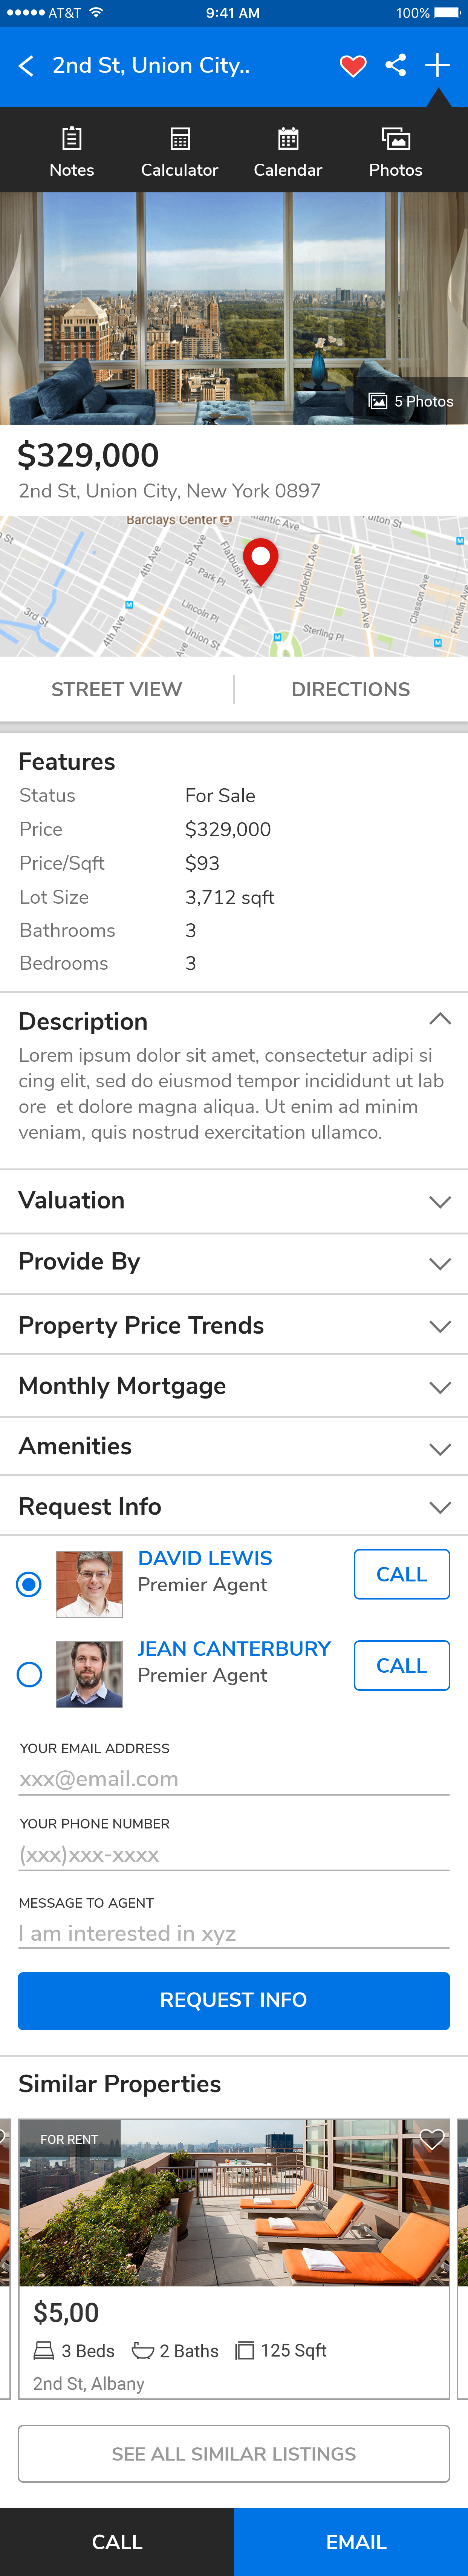 AT&T 9:41 AM 100%
2nd St, Union City..
Notes Calculator Calendar Photos
5 Photos
$329,000
2nd St, Union City, New York 0897
Barclays Center
Atlantic Ave
Fulton St
4th Ave
5th Ave
Flatbush Ave
Park Pl
Vanderbilt Ave
Washington Ave
Classon Ave
Franklin Av
3rd St
4th Ave
Lincoln Pl
Union St
Sterling Pl
STREET VIEW DIRECTIONS
Features
Status For Sale
Price $329,000
Price/Sqft $93
Lot Size 3,712 sqft
Bathrooms 3
Bedrooms 3
Description
Lorem ipsum dolor sit amet, consectetur adipi si
cing elit, sed do eiusmod tempor incididunt ut lab
ore et dolore magna aliqua. Ut enim ad minim
veniam, quis nostrud exercitation ullamco.
Valuation
Provide By
Property Price Trends
Monthly Mortgage
Amenities
Request Info
DAVID LEWIS
Premier Agent
CALL
JEAN CANTERBURY
Premier Agent
CALL
YOUR EMAIL ADDRESS
xxx@email.com
YOUR PHONE NUMBER
(xxx)xxx-xxxx
MESSAGE TO AGENT
I am interested in xyz
REQUEST INFO
Similar Properties
FOR RENT
$5,00
3 Beds 2 Baths 125 Sqft
2nd St, Albany
SEE ALL SIMILAR LISTINGS
CALL EMAIL